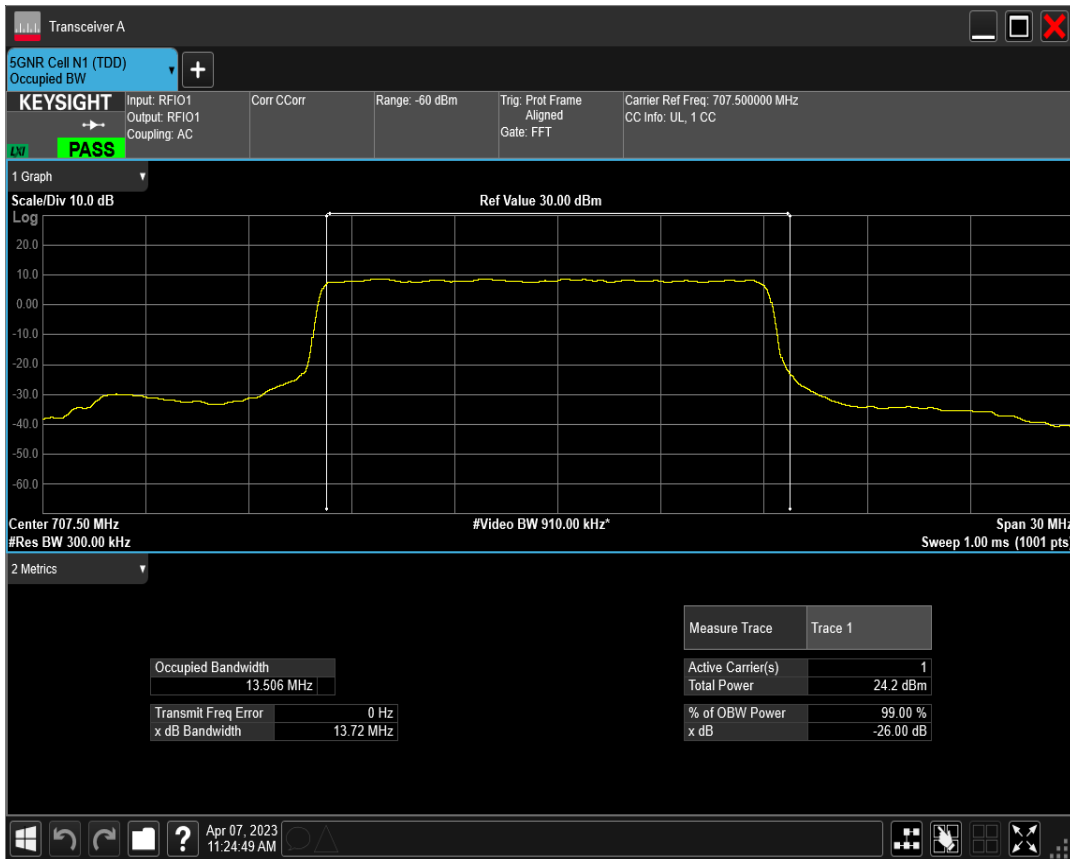 Transceiver A
5GNR Cell N1 (TDD)
Occupied BW
+
KEYSIGHT
LXI
PASS
Input: RFIO1
Output: RFIO1
Coupling: AC
Corr CCorr
Range: -60 dBm
Trig: Prot Frame
Aligned
Gate: FFT
Carrier Ref Freq: 707.500000 MHz
CC Info: UL, 1 CC
1 Graph
Scale/Div 10.0 dB
Ref Value 30.00 dBm
Log
20.0
10.0
0.00
-10.0
-20.0
-30.0
-40.0
-50.0
-60.0
Center 707.50 MHz
#Video BW 910.00 kHz*
Span 30 MHz
#Res BW 300.00 kHz
Sweep 1.00 ms (1001 pts)
2 Metrics
Measure Trace Trace 1
Occupied Bandwidth
13.506 MHz
Active Carrier(s) 1
Total Power 24.2 dBm
Transmit Freq Error 0 Hz
x dB Bandwidth 13.72 MHz
% of OBW Power 99.00 %
x dB -26.00 dB
?
Apr 07, 2023
11:24:49 AM